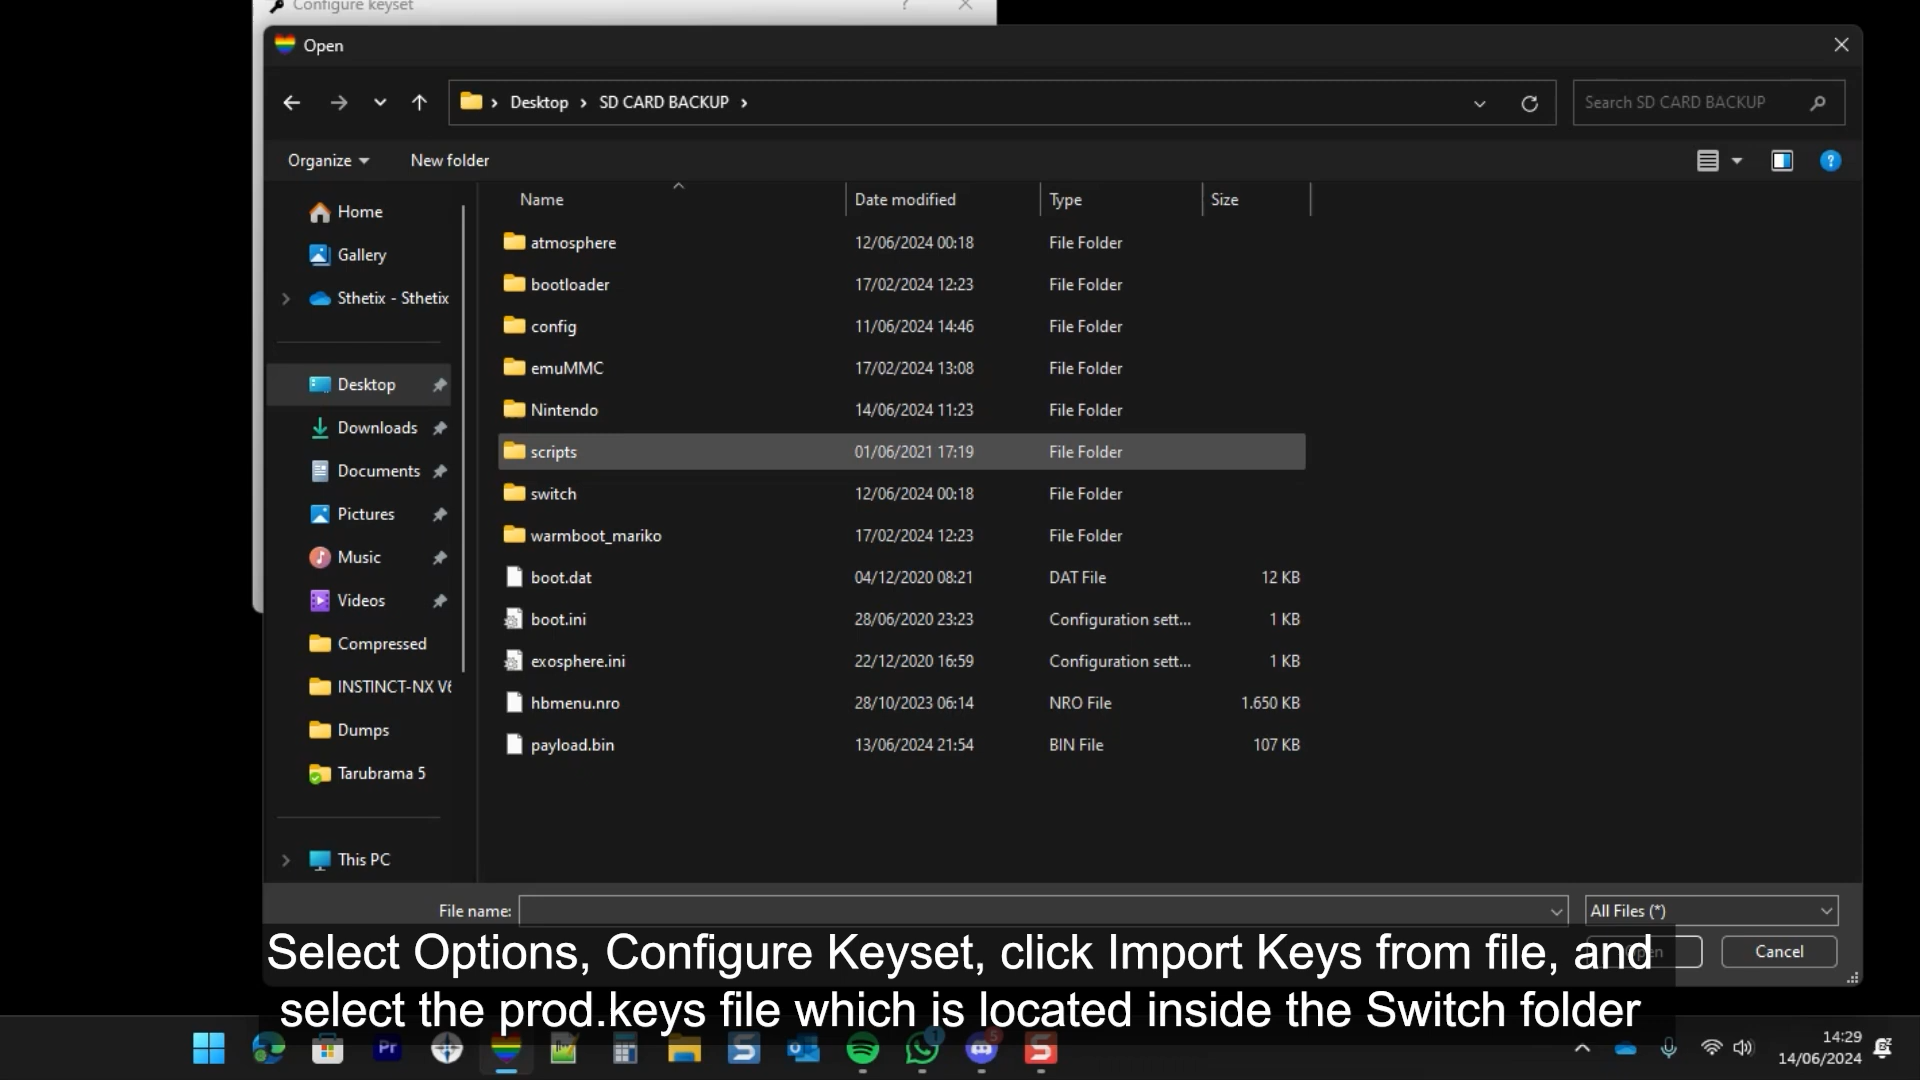 Configure keyset
Open
Desktop > SD CARD BACKUP >
Search SD CARD BACKUP
Organize
New folder
Name
Date modified
Type
Size
Home
Gallery
Sthetix - Sthetix
Desktop
Downloads
Documents
Pictures
Music
Videos
Compressed
INSTINCT-NX V6
Dumps
Tarubrama 5
This PC
atmosphere 12/06/2024 00:18 File Folder
bootloader 17/02/2024 12:23 File Folder
config 11/06/2024 14:46 File Folder
emuMMC 17/02/2024 13:08 File Folder
Nintendo 14/06/2024 11:23 File Folder
scripts 01/06/2021 17:19 File Folder
switch 12/06/2024 00:18 File Folder
warmboot_mariko 17/02/2024 12:23 File Folder
boot.dat 04/12/2020 08:21 DAT File 12 KB
boot.ini 28/06/2020 23:23 Configuration sett... 1 KB
exosphere.ini 22/12/2020 16:59 Configuration sett... 1 KB
hbmenu.nro 28/10/2023 06:14 NRO File 1.650 KB
payload.bin 13/06/2024 21:54 BIN File 107 KB
File name:
All Files (*)
Cancel
Select Options, Configure Keyset, click Import Keys from file, and
select the prod.keys file which is located inside the Switch folder
Pr
14:29
14/06/2024